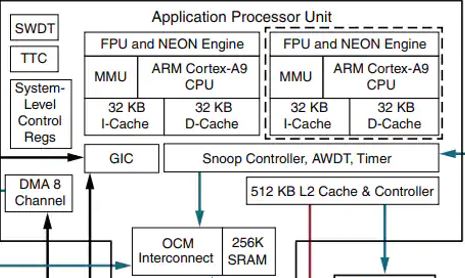 Application Processor Unit
SWDT
TTC
System-
Level
Control
Regs
FPU and NEON Engine
MMU
ARM Cortex-A9
CPU
32 KB
I-Cache
32 KB
D-Cache
FPU and NEON Engine
MMU
ARM Cortex-A9
CPU
32 KB
I-Cache
32 KB
D-Cache
GIC
Snoop Controller, AWDT, Timer
DMA 8
Channel
512 KB L2 Cache & Controller
OCM
Interconnect
256K
SRAM